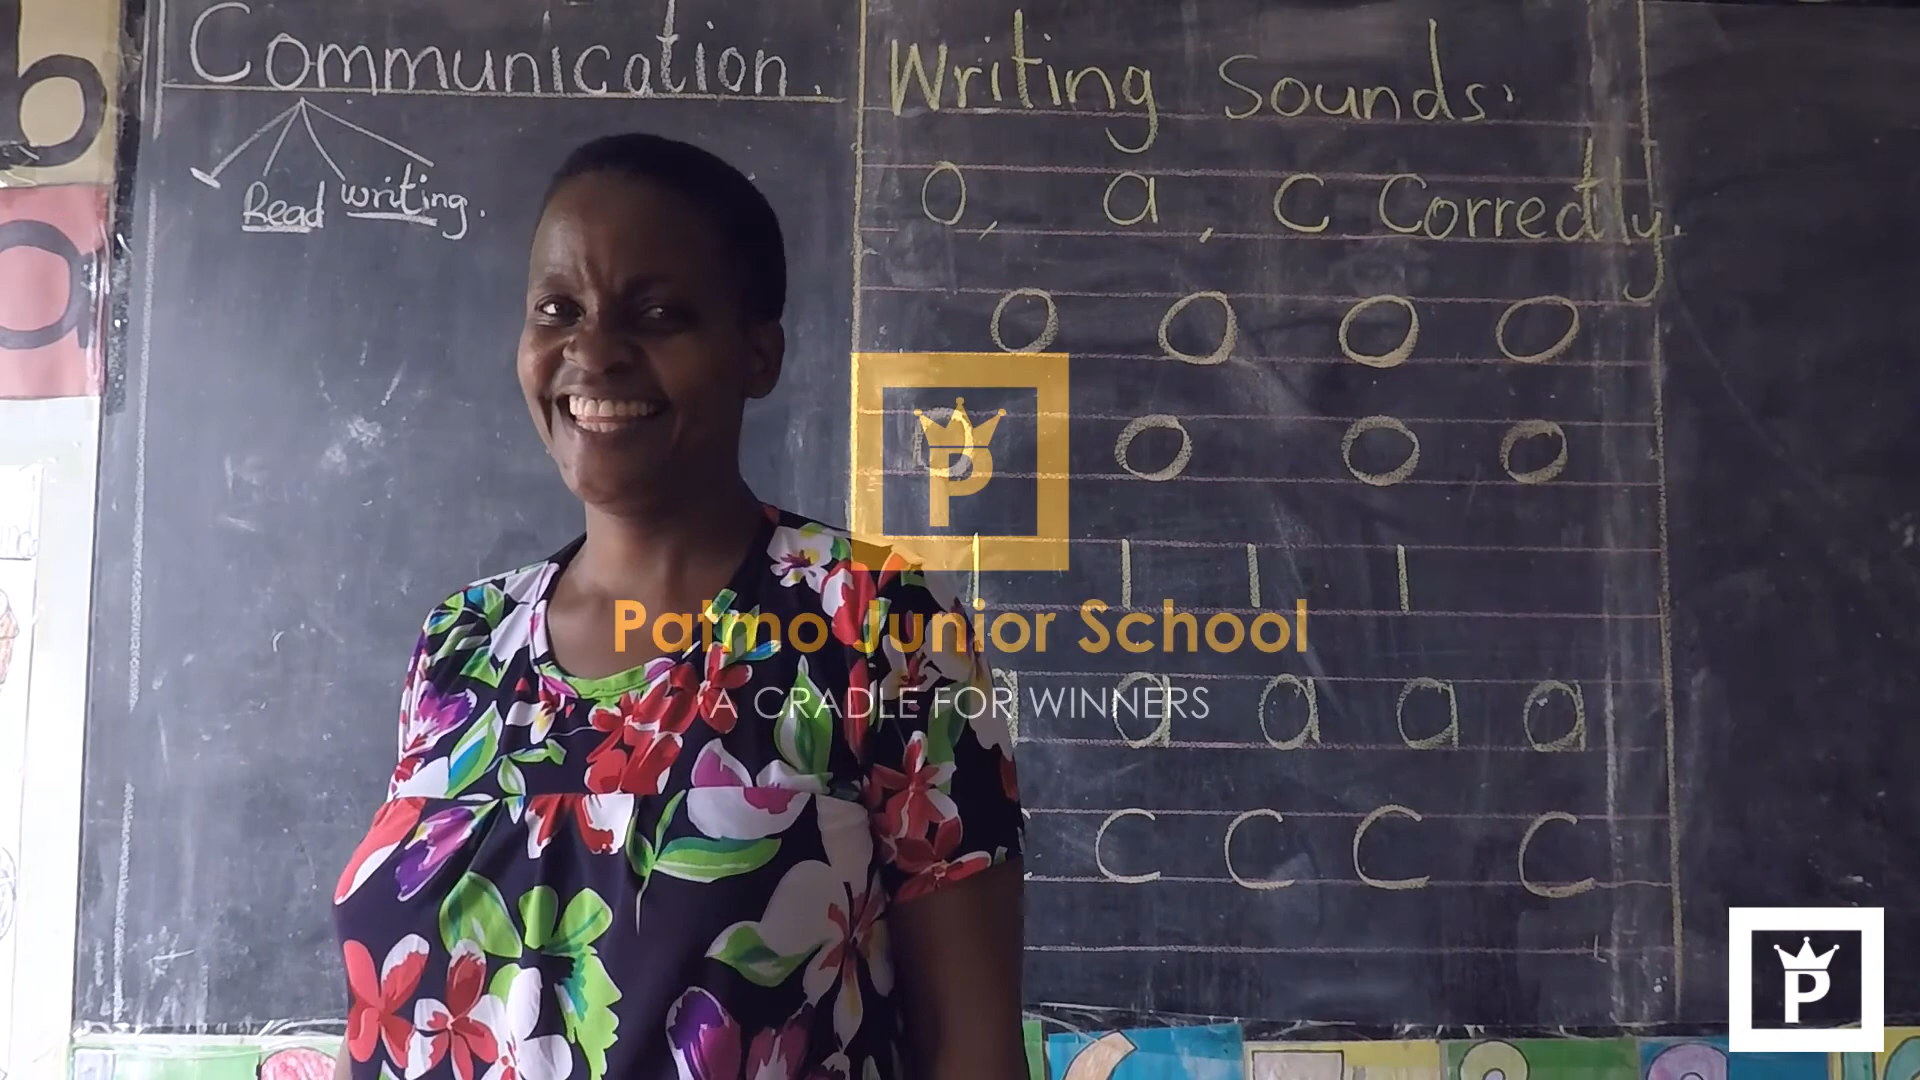 Communication.
Read writing.
Writing Sounds.
o, a, c Correctly.
O O O O
O O O O
l l l l
a a a a a
c c c c
P
Patmo Junior School
A CRADLE FOR WINNERS
P
b
a